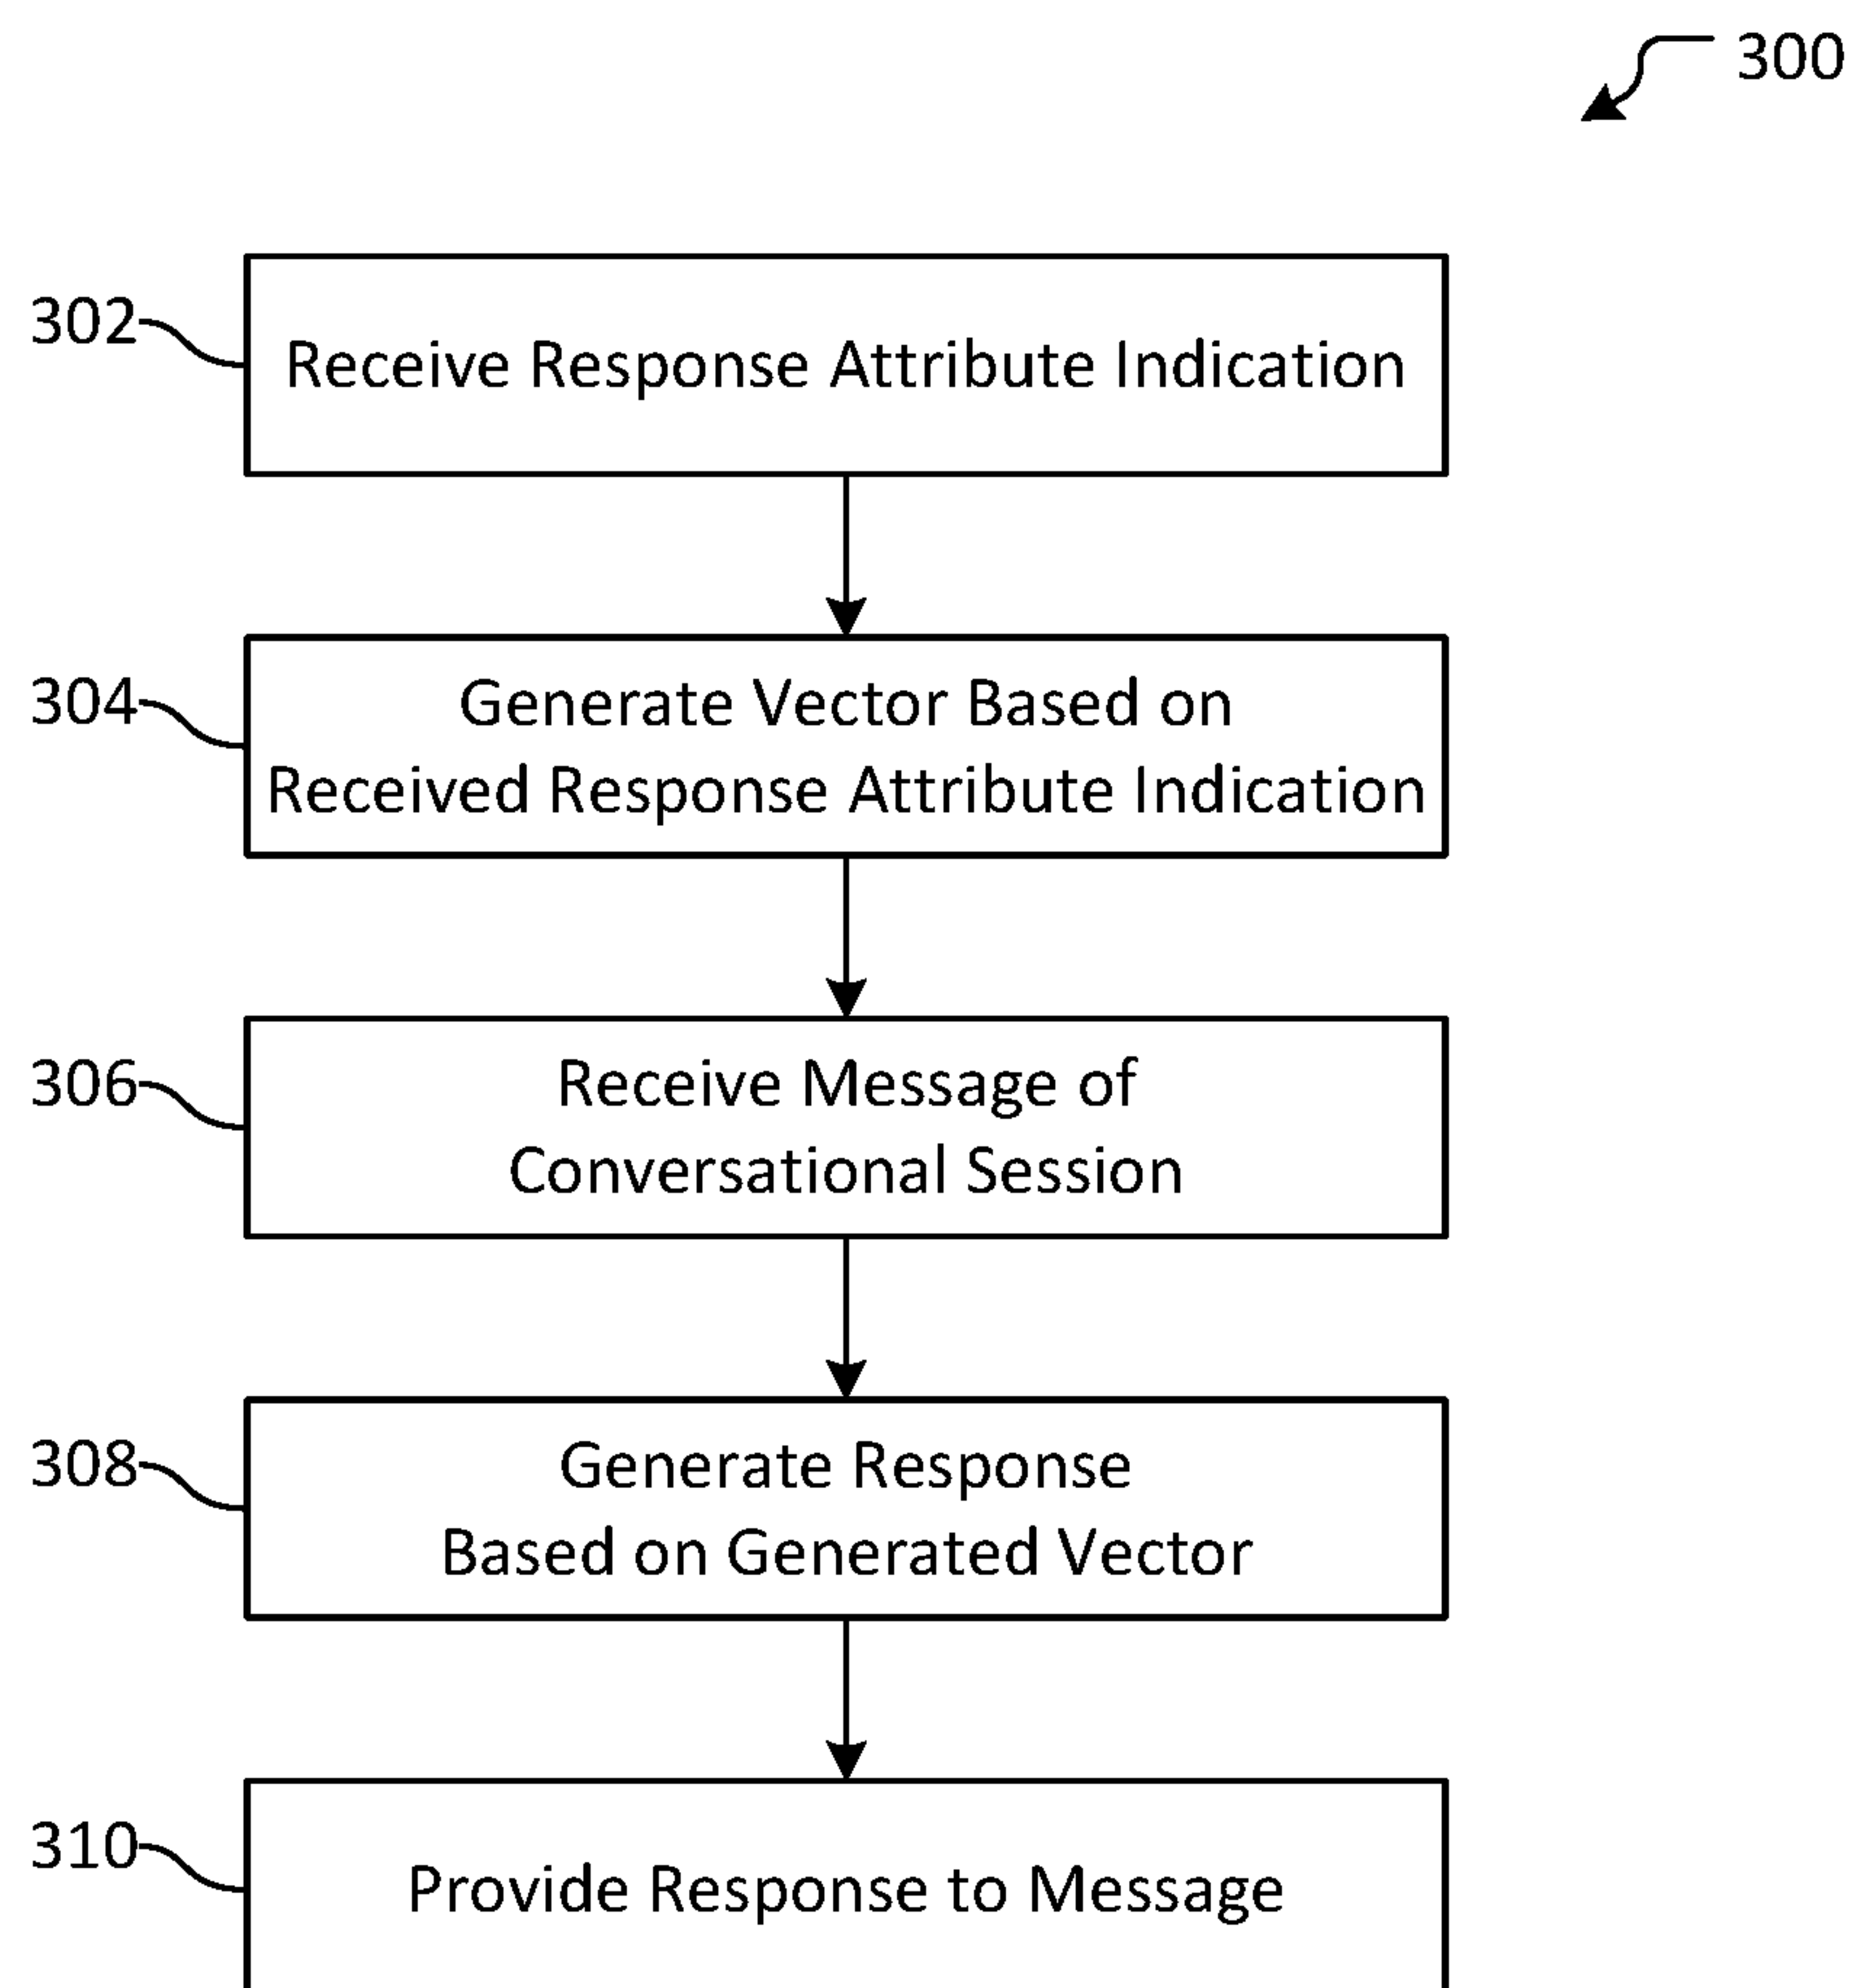 300
302
Receive Response Attribute Indication
304
Generate Vector Based on
Received Response Attribute Indication
306
Receive Message of
Conversational Session
308
Generate Response
Based on Generated Vector
310
Provide Response to Message